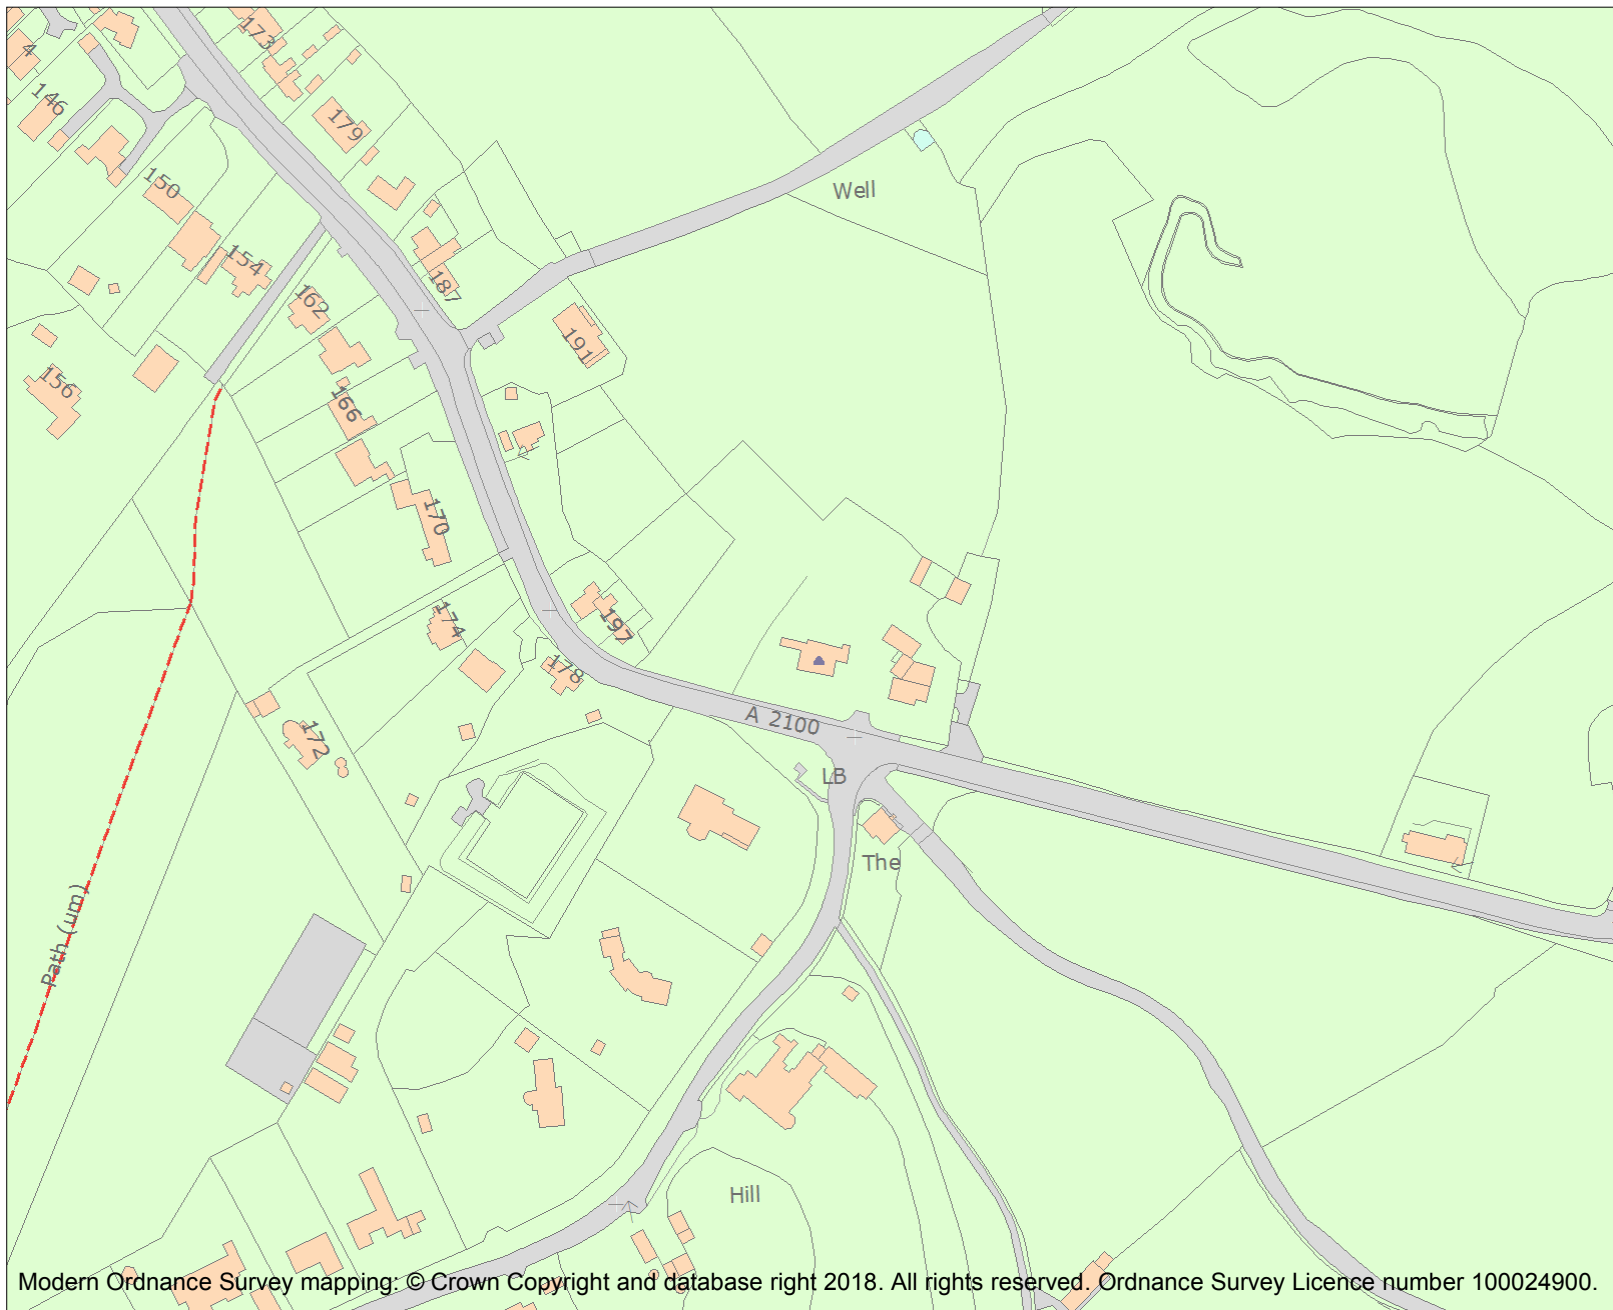 173
4
146
179
150
Well
154
187
162
191
156
166
170
174
197
178
A 2100
172
LB
The
Path (um)
Hill
Modern Ordnance Survey mapping: © Crown Copyright and database right 2018. All rights reserved. Ordnance Survey Licence number 100024900.